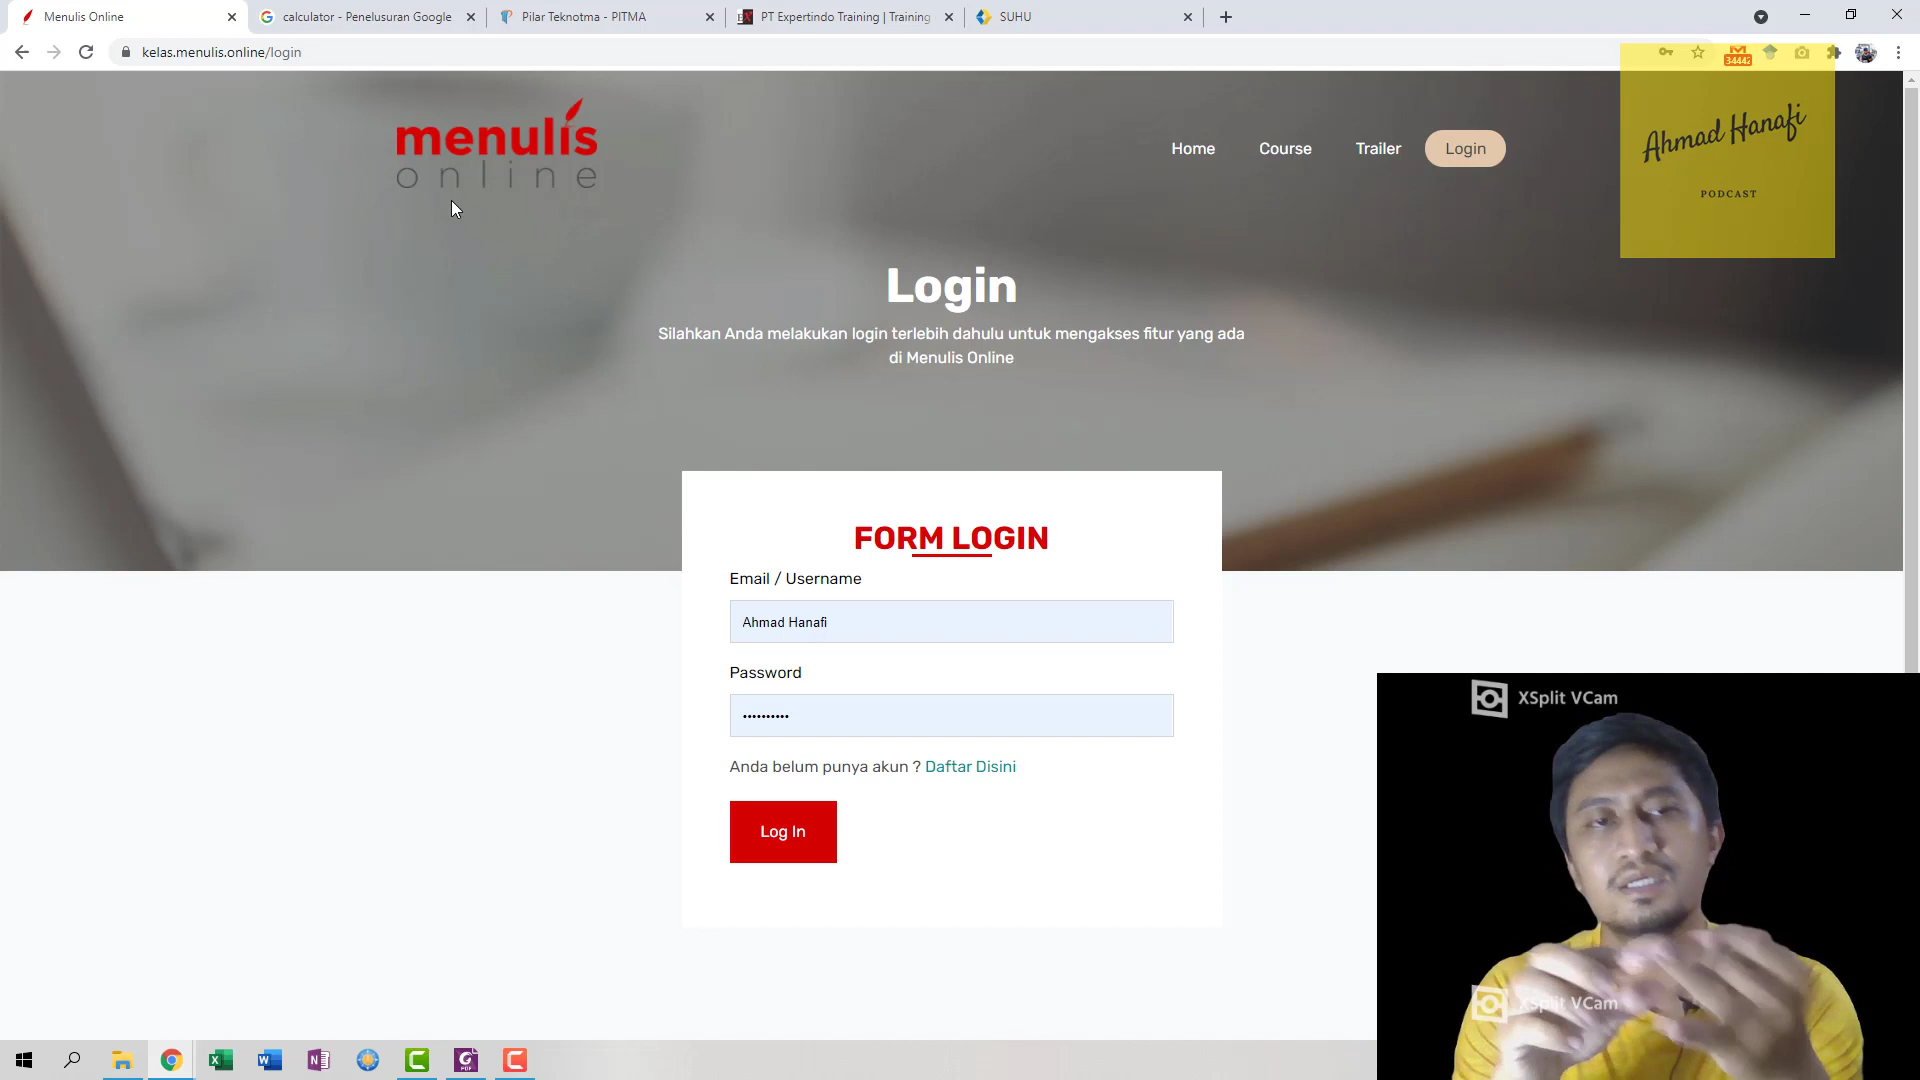 Menulis Online
calculator - Penelusuran Google
Pilar Teknotma - PITMA
PT Expertindo Training | Training
SUHU
kelas.menulis.online/login
34442
menulis
online
Home
Course
Trailer
Login
Ahmad Hanafi
PODCAST
Login
Silahkan Anda melakukan login terlebih dahulu untuk mengakses fitur yang ada
di Menulis Online
FORM LOGIN
Email / Username
Ahmad Hanafi
Password
Anda belum punya akun ? Daftar Disini
Log In
XSplit VCam
XSplit VCam